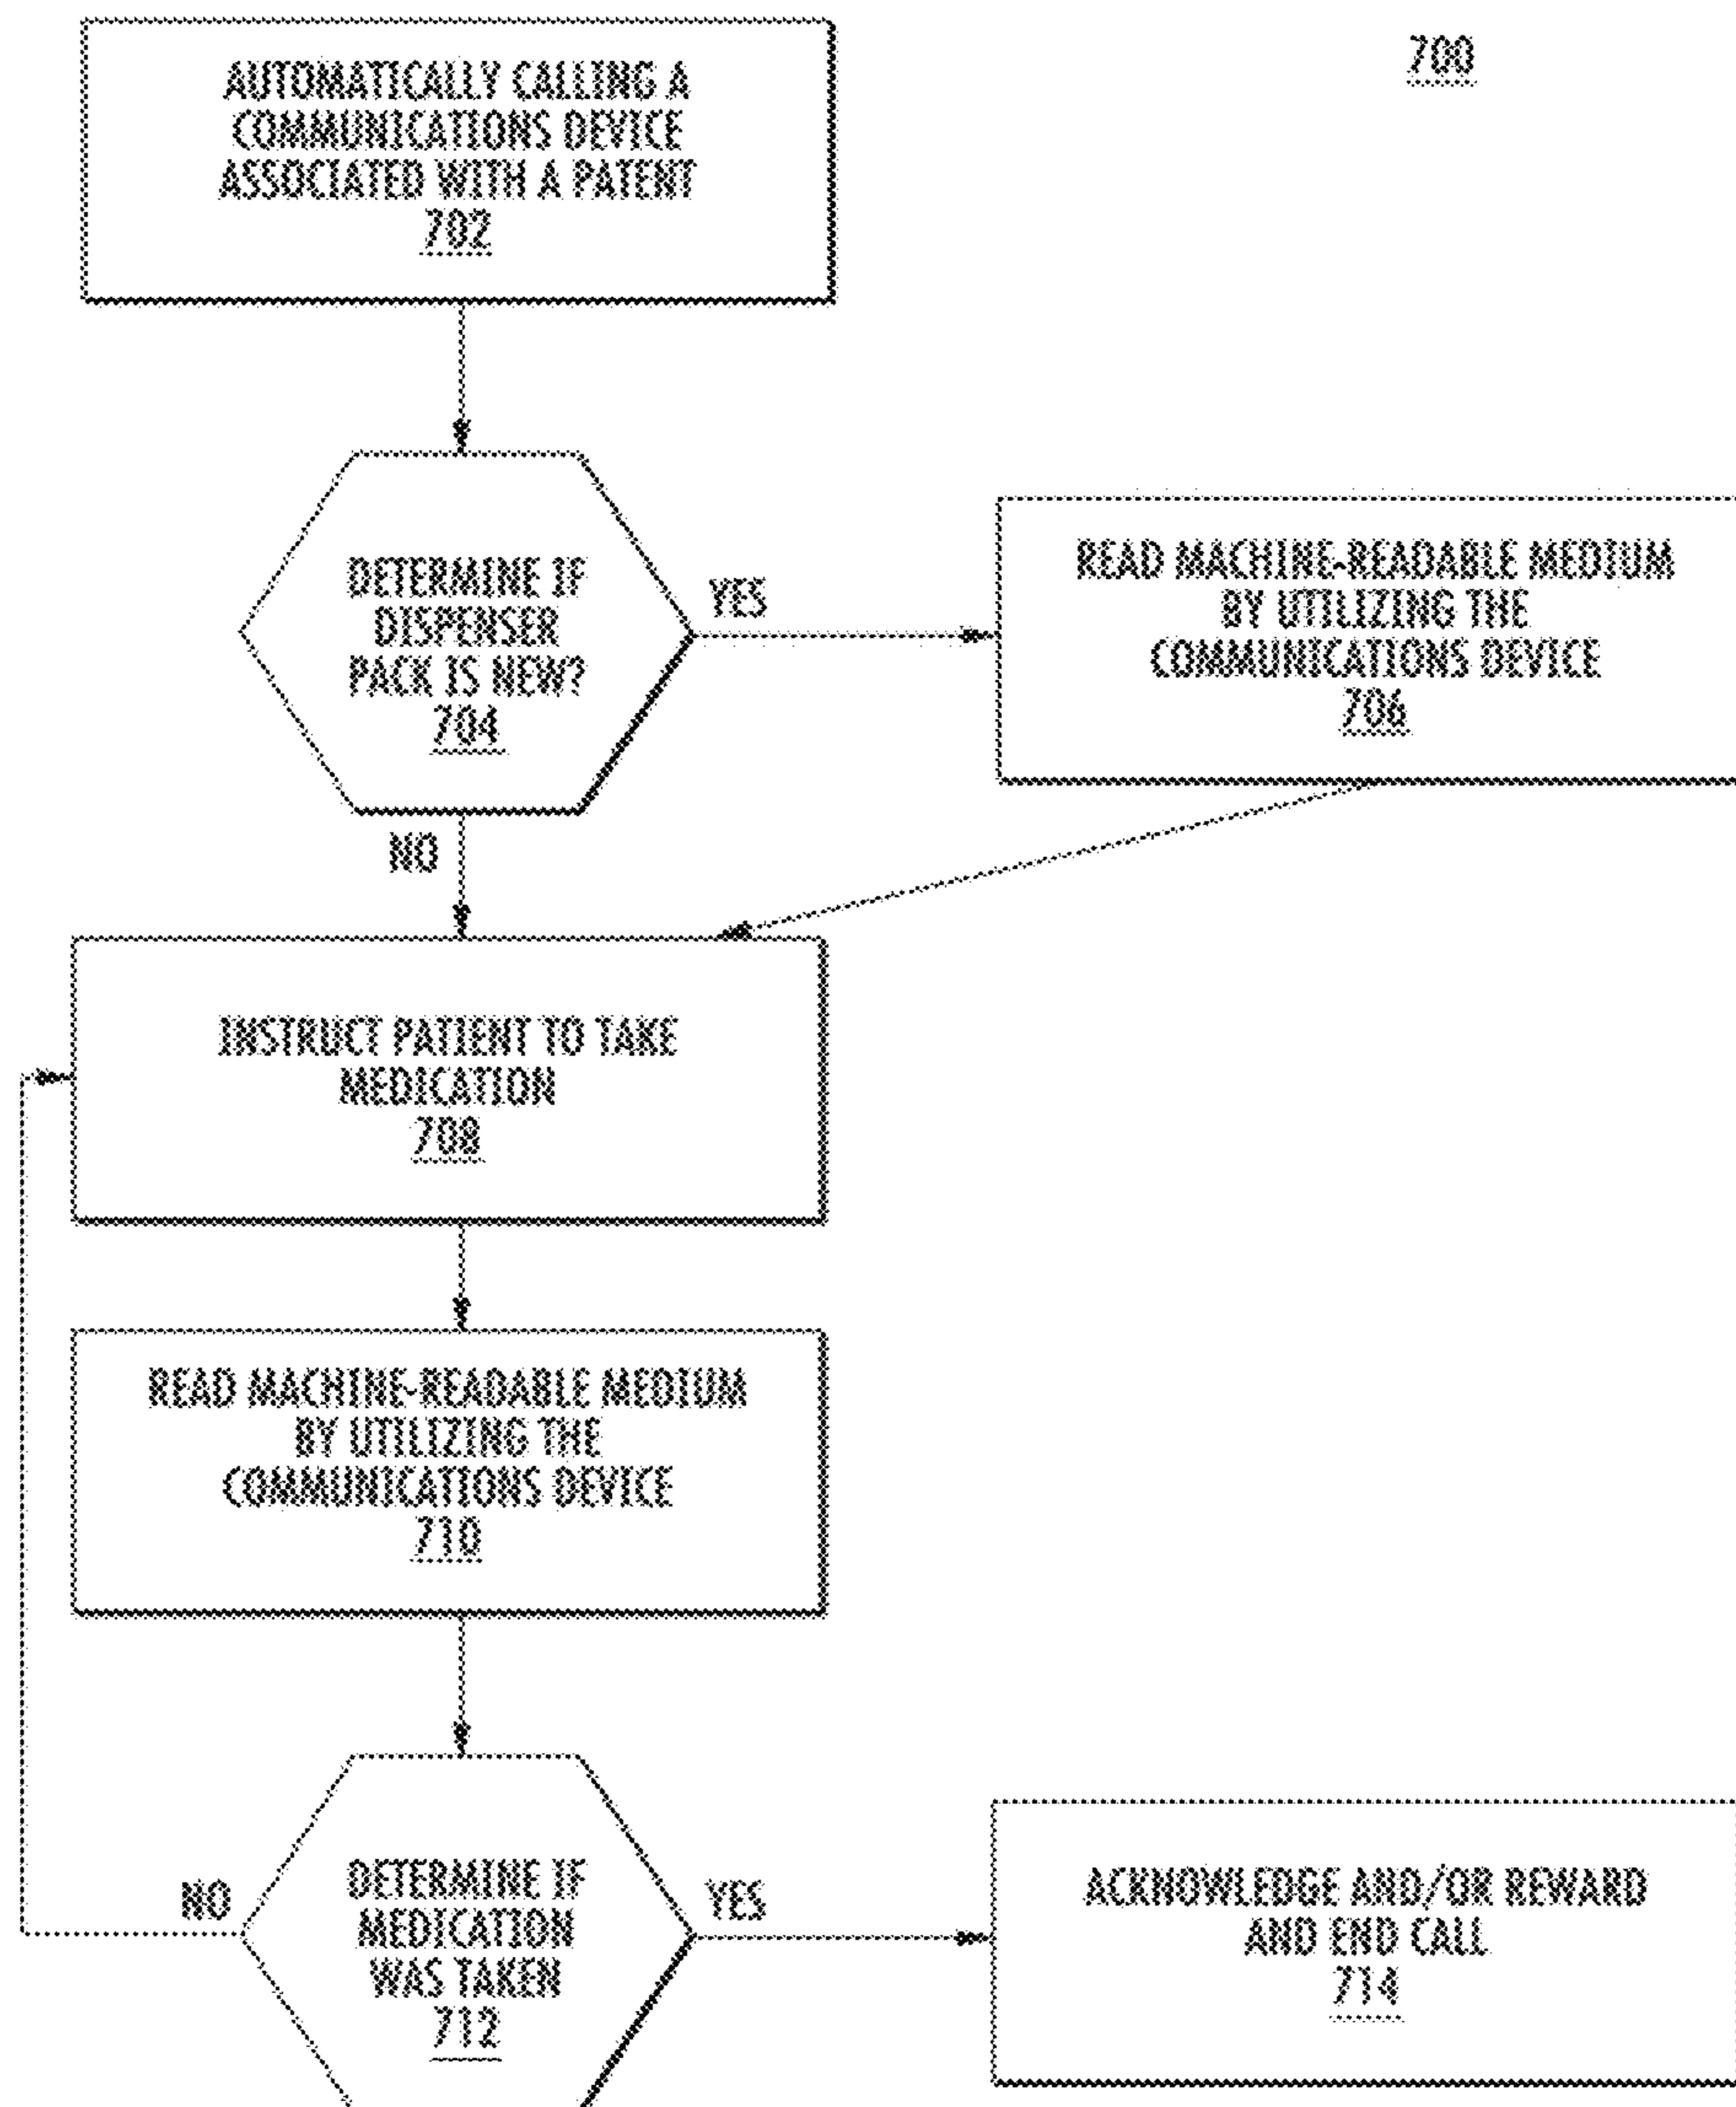 700
AUTOMATICALLY CALLING A
COMMUNICATIONS DEVICE
ASSOCIATED WITH A PATENT
702
DETERMINE IF
DISPENSER
PACK IS NEW?
704
YES
READ MACHINE-READABLE MEDIUM
BY UTILIZING THE
COMMUNICATIONS DEVICE
706
NO
INSTRUCT PATIENT TO TAKE
MEDICATION
708
READ MACHINE-READABLE MEDIUM
BY UTILIZING THE
COMMUNICATIONS DEVICE
710
NO
DETERMINE IF
MEDICATION
WAS TAKEN
712
YES
ACKNOWLEDGE AND/OR REWARD
AND END CALL
714